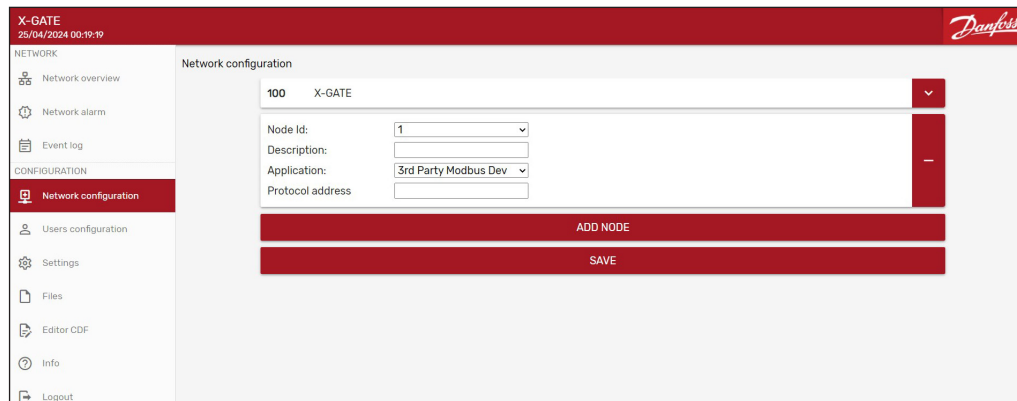 X-GATE
25/04/2024 00:19:19
Danfoss
NETWORK
Network overview
Network alarm
Event log
CONFIGURATION
Network configuration
Users configuration
Settings
Files
Editor CDF
Info
Logout
Network configuration
100 X-GATE
Node Id: 1
Description:
Application: 3rd Party Modbus Dev
Protocol address
ADD NODE
SAVE